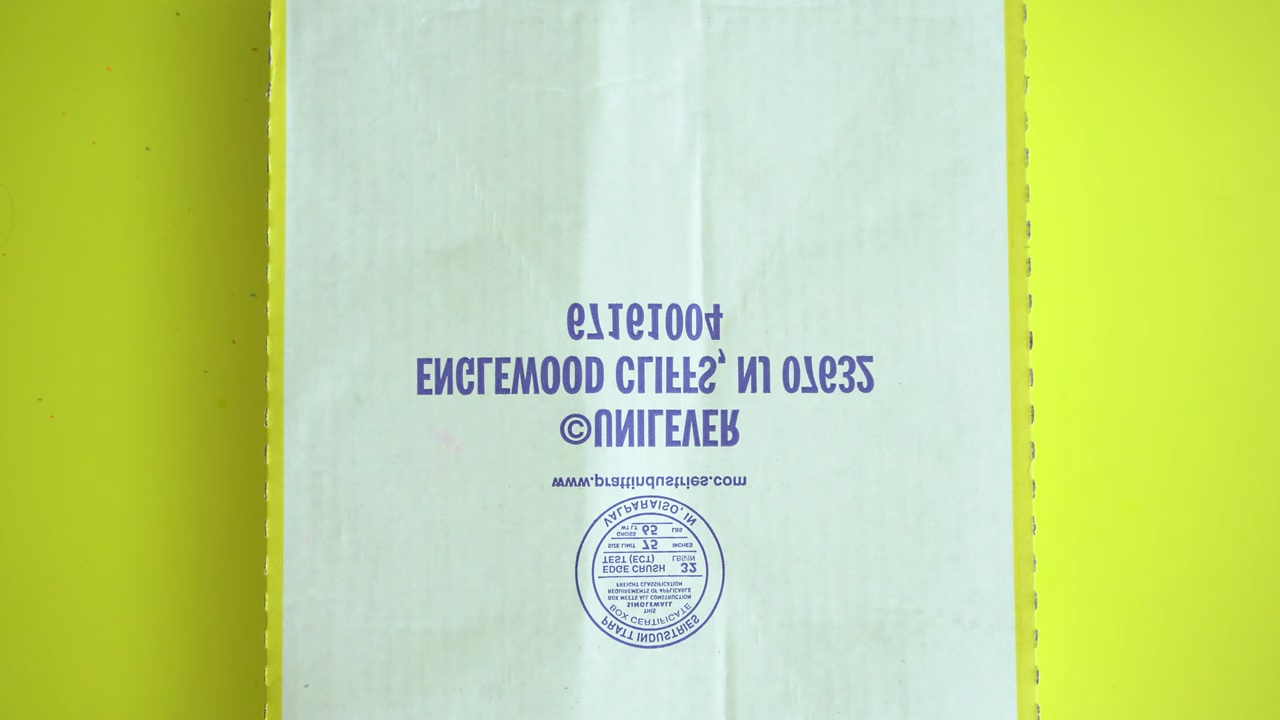 PRATT INDUSTRIES
BOX CERTIFICATE
THIS
SINGLEWALL
BOX MEETS ALL CONSTRUCTION
REQUIREMENTS OF APPLICABLE
FREIGHT CLASSIFICATION
EDGE CRUSH 32
TEST (ECT) LBS/IN
SIZE LIMIT 75 INCHES
GROSS 65 LBS
WT LT
VALPARAISO, IN
www.prattindustries.com
©UNILEVER
ENGLEWOOD CLIFFS, NJ 07632
67161004